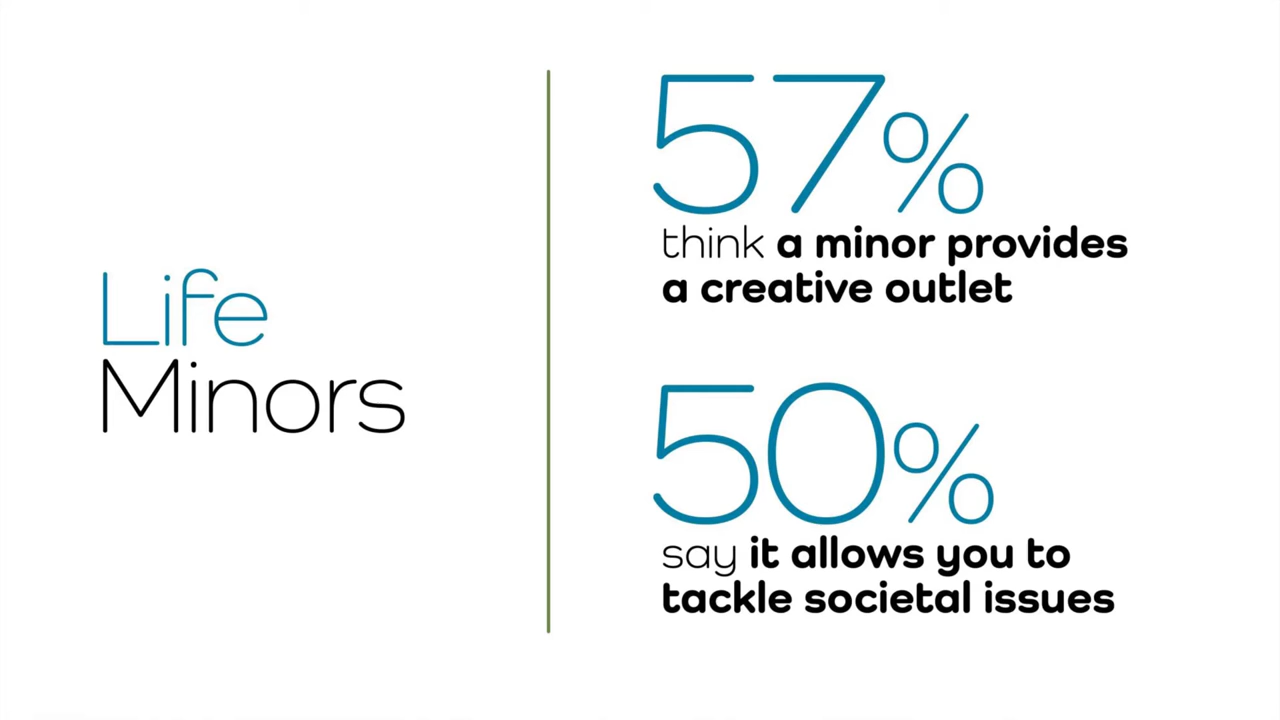 Life
Minors
57%
think a minor provides
a creative outlet
50%
say it allows you to
tackle societal issues